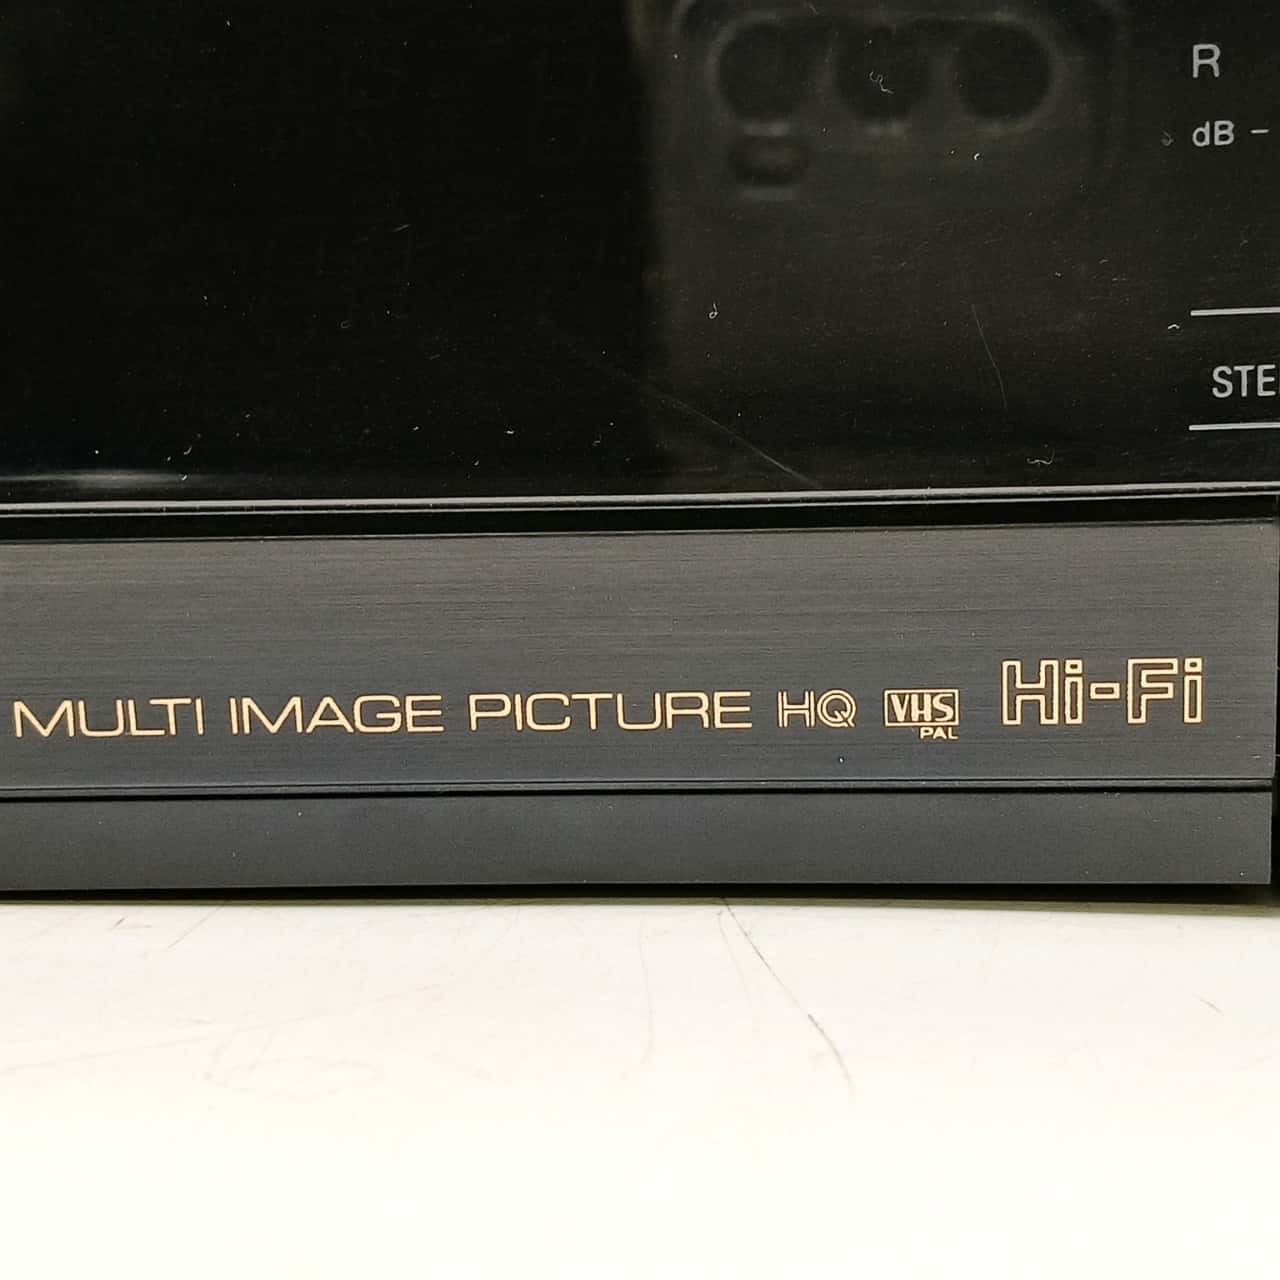 R
dB -
STE
MULTI IMAGE PICTURE HQ VHS PAL Hi-Fi